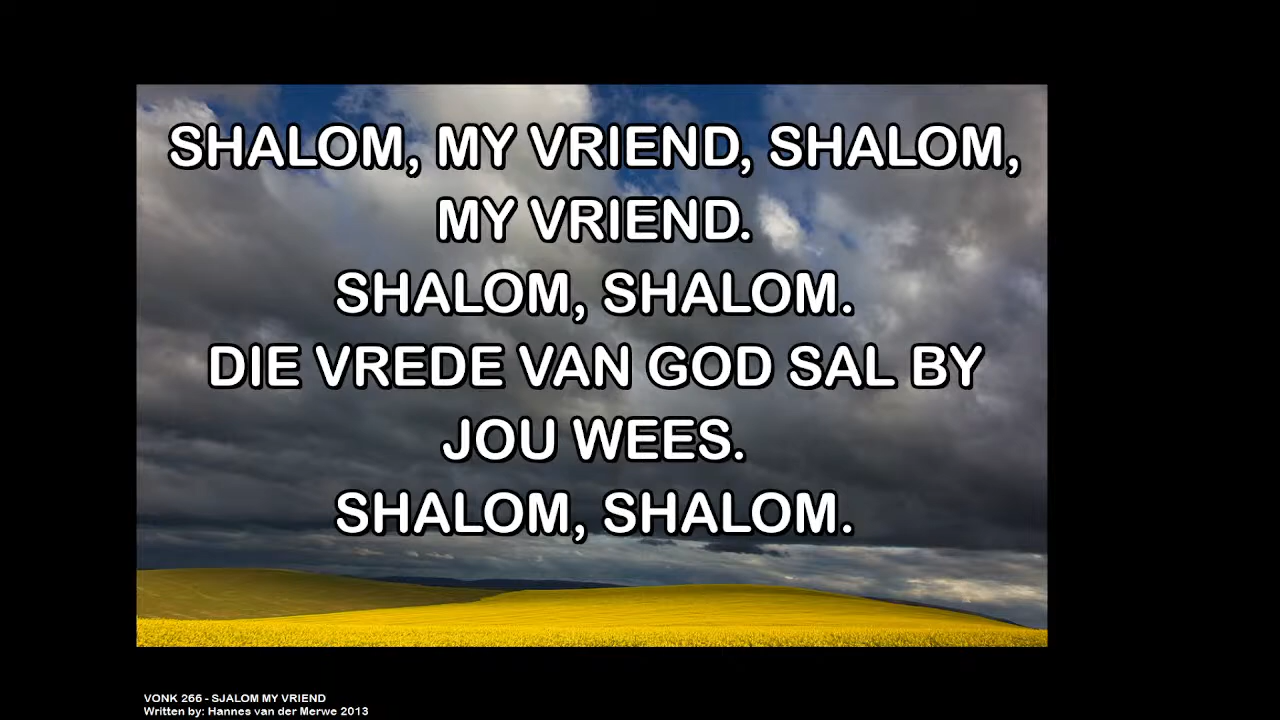 SHALOM, MY VRIEND, SHALOM,
MY VRIEND.
SHALOM, SHALOM.
DIE VREDE VAN GOD SAL BY
JOU WEES.
SHALOM, SHALOM.
VONK 266 - SJALOM MY VRIEND
Written by: Hannes van der Merwe 2013